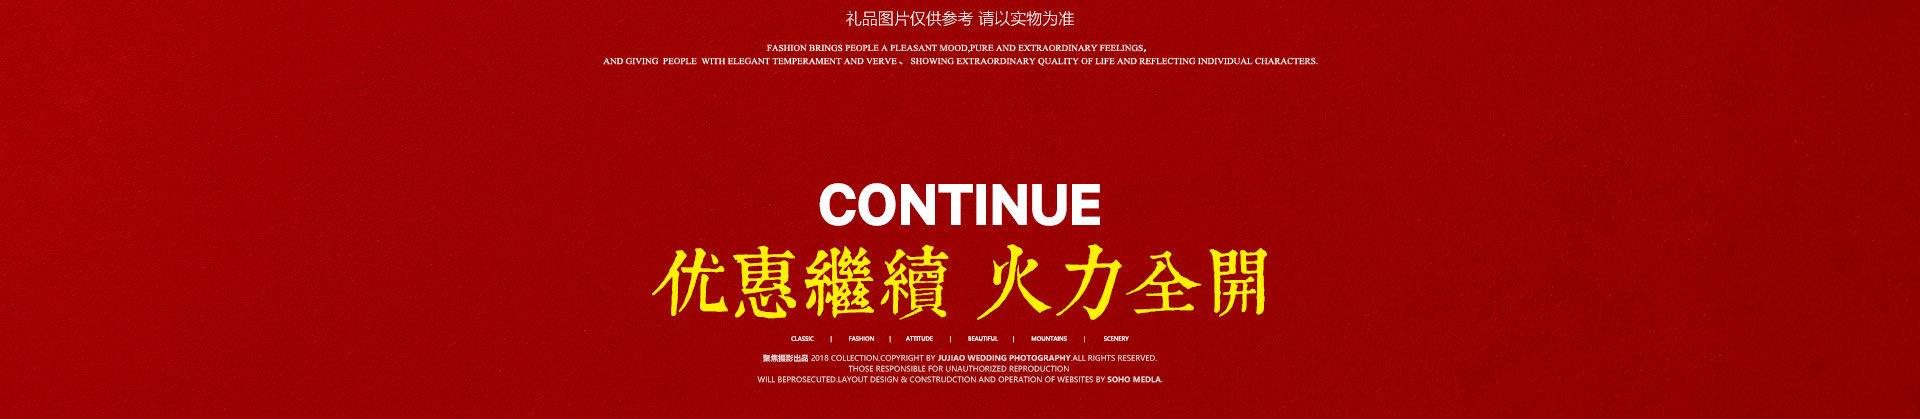 礼品图片仅供参考 请以实物为准
FASHION BRINGS PEOPLE A PLEASANT MOOD,PURE AND EXTRAORDINARY FEELINGS,
AND GIVING PEOPLE WITH ELEGANT TEMPERAMENT AND VERVE 、 SHOWING EXTRAORDINARY QUALITY OF LIFE AND REFLECTING INDIVIDUAL CHARACTERS.
CONTINUE
优惠繼續 火力全開
CLASSIC | FASHION | ATTITUDE | BEAUTIFUL | MOUNTAINS | SCENERY
聚焦摄影出品 2018 COLLECTION.COPYRIGHT BY JUJIAO WEDDING PHOTOGRAPHY.ALL RIGHTS RESERVED.
THOSE RESPONSIBLE FOR UNAUTHORIZED REPRODUCTION
WILL BEPROSECUTED.LAYOUT DESIGN & CONSTRUDCTION AND OPERATION OF WEBSITES BY SOHO MEDLA.